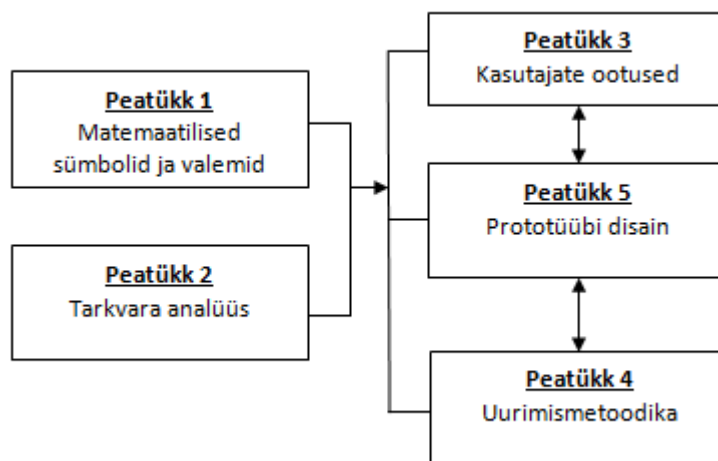 Peatükk 1
Matemaatilised
sümbolid ja valemid
Peatükk 2
Tarkvara analüüs
Peatükk 3
Kasutajate ootused
Peatükk 5
Prototüübi disain
Peatükk 4
Uurimismetoodika